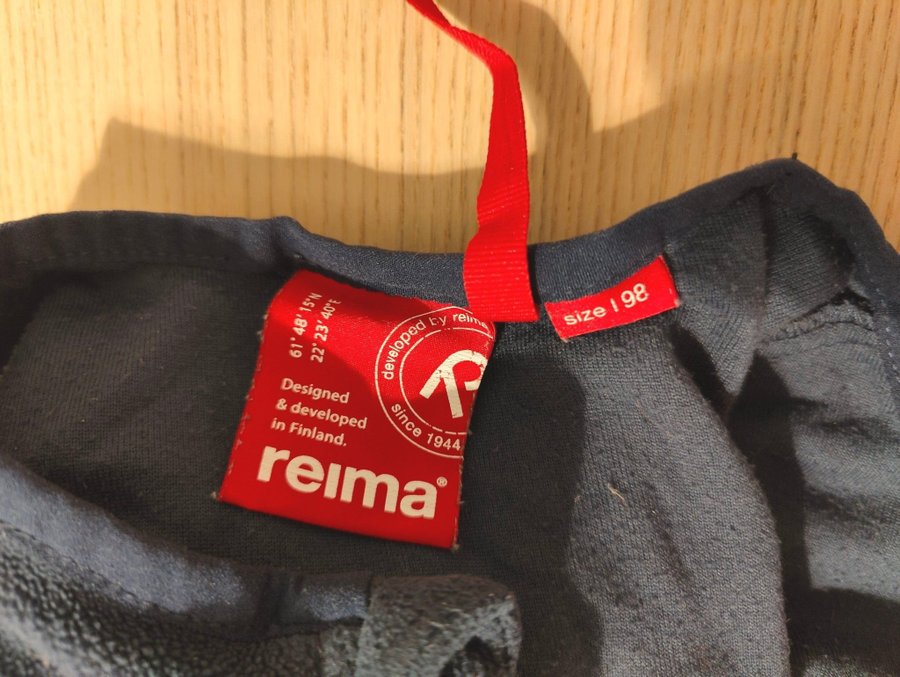 61°48'15"N
22°23'40"E
developed by reima
since 1944
Designed
& developed
in Finland.
reima®
size | 98